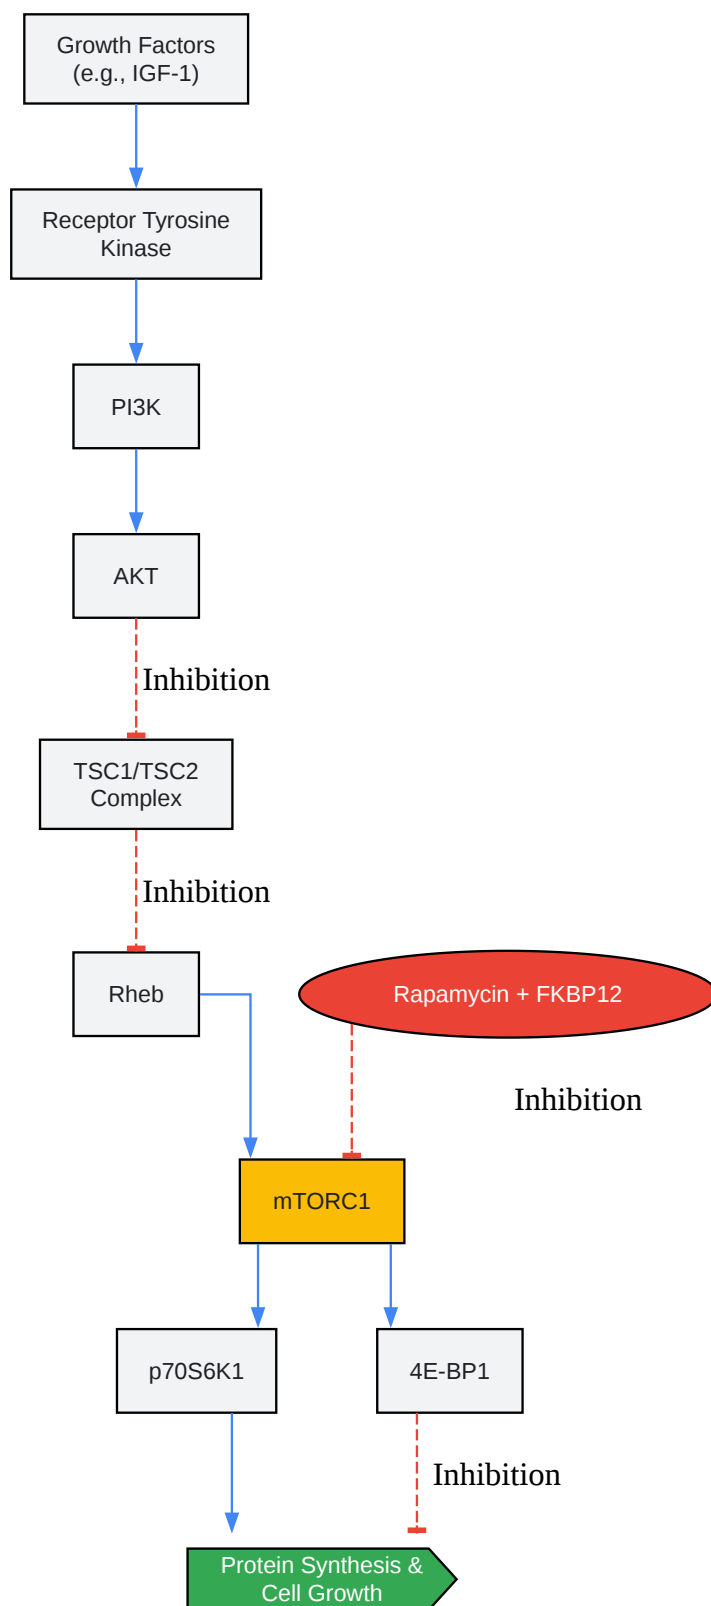 Growth Factors
(e.g., IGF-1)
Receptor Tyrosine
Kinase
PI3K
AKT
Inhibition
TSC1/TSC2
Complex
Inhibition
Rheb
Rapamycin + FKBP12
Inhibition
mTORC1
p70S6K1
4E-BP1
Inhibition
Protein Synthesis &
Cell Growth